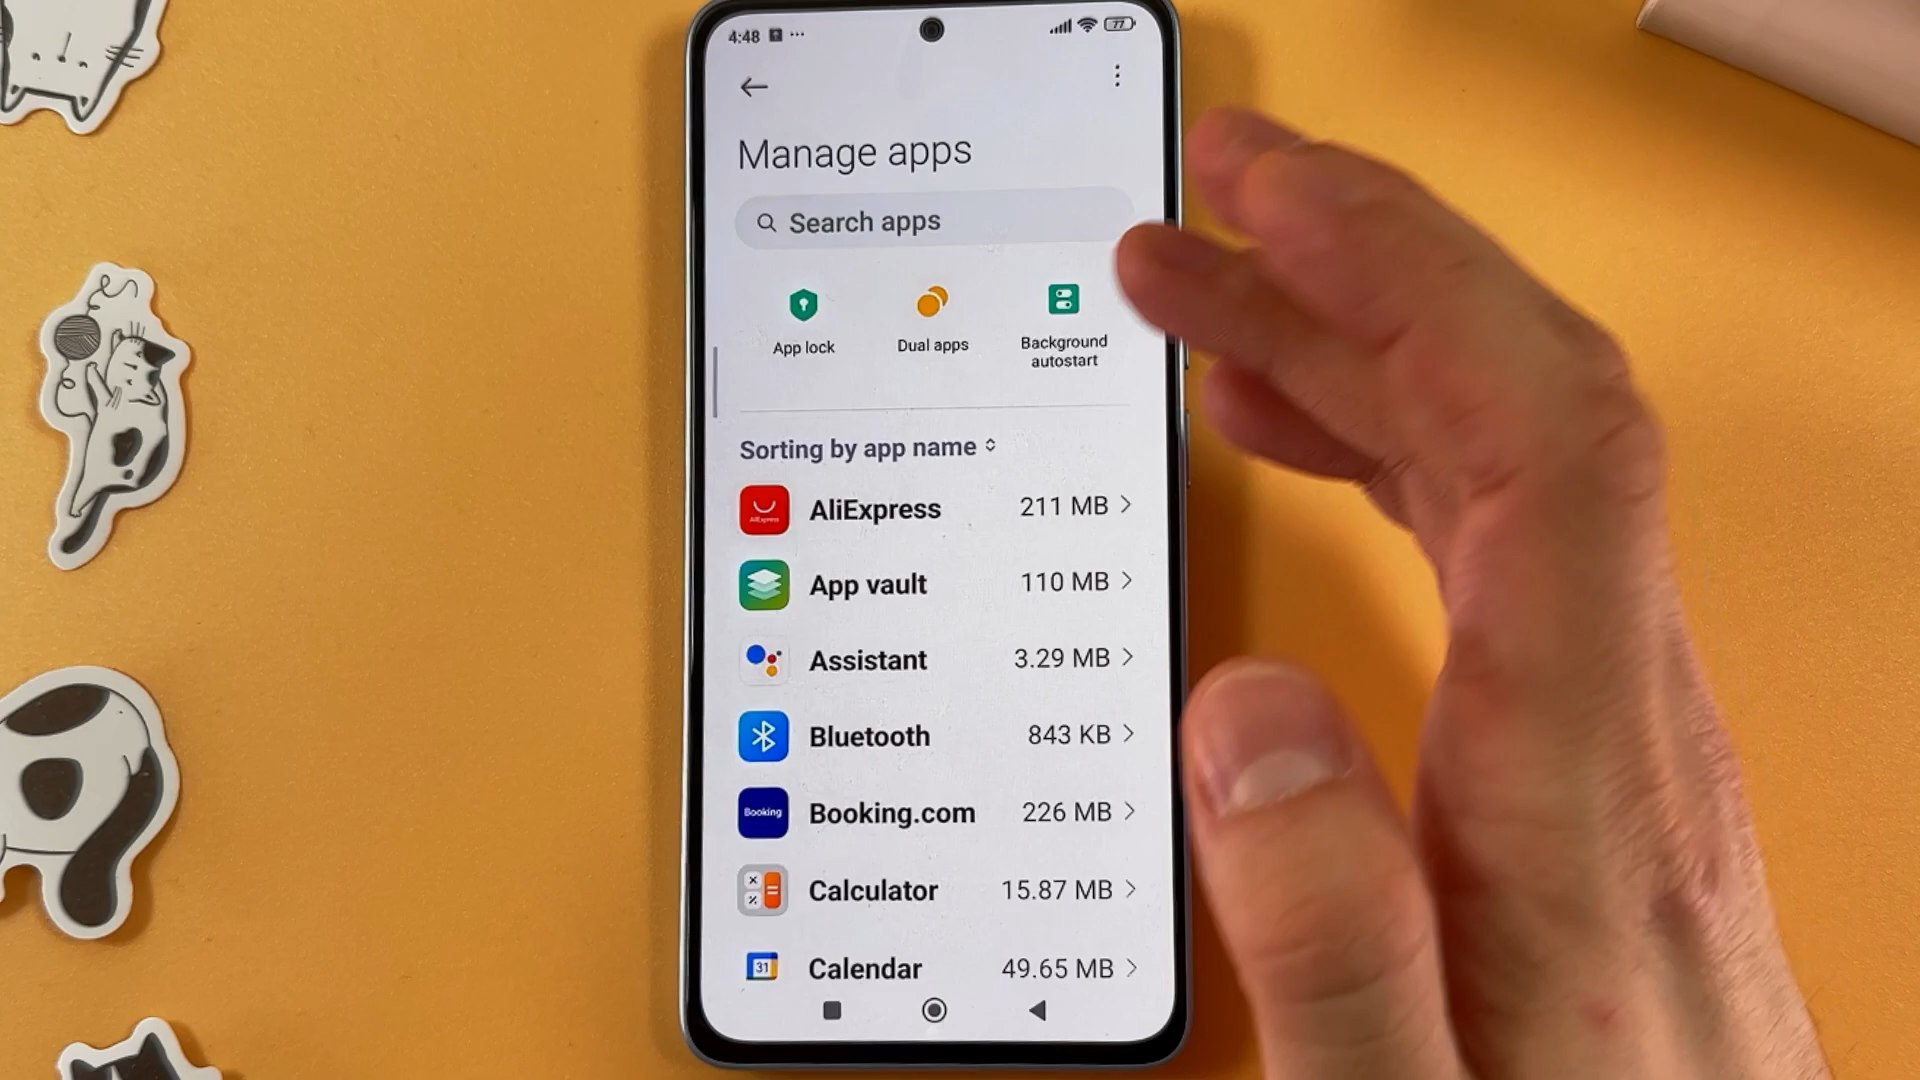 4:48 ... 77
Manage apps
Search apps
App lock
Dual apps
Background
autostart
Sorting by app name
AliExpress
AliExpress 211 MB
App vault 110 MB
Assistant 3.29 MB
Bluetooth 843 KB
Booking
Booking.com 226 MB
Calculator 15.87 MB
31
Calendar 49.65 MB